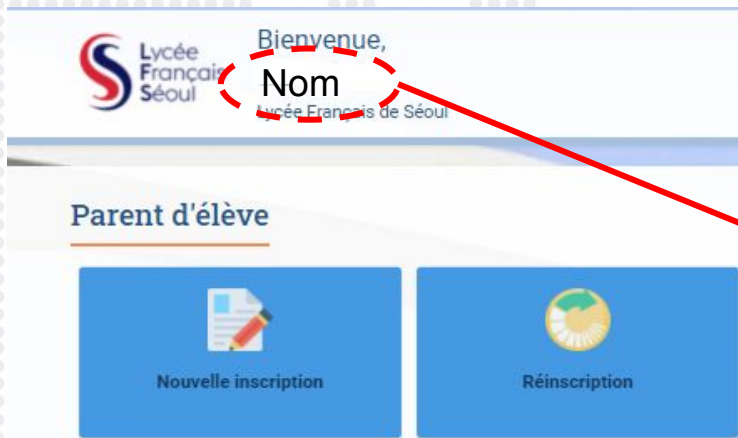 Lycée
Français
Séoul
Bienvenue,
Nom
Lycée Français de Séoul
Parent d'élève
Nouvelle inscription
Réinscription